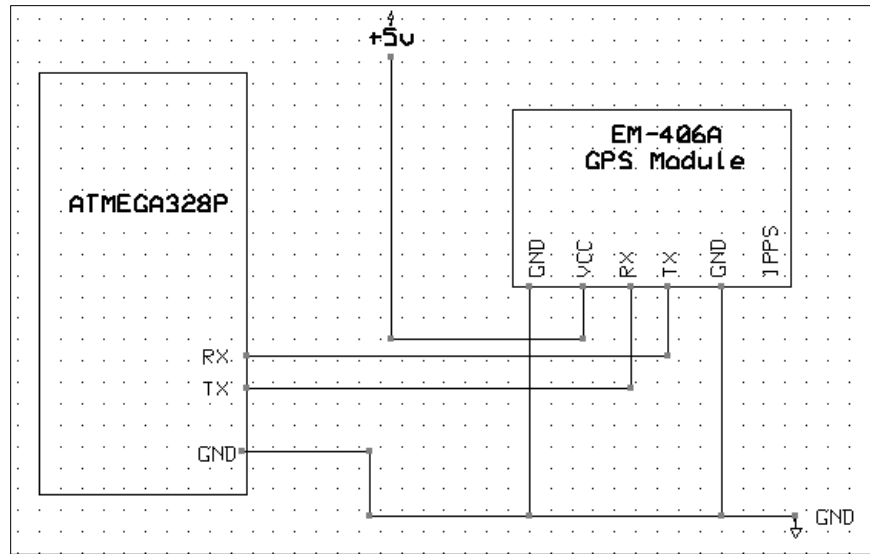 +5v
EM-406A
GPS Module
ATMEGA328P
GND
VCC
RX
TX
GND
1PPS
RX
TX
GND
GND